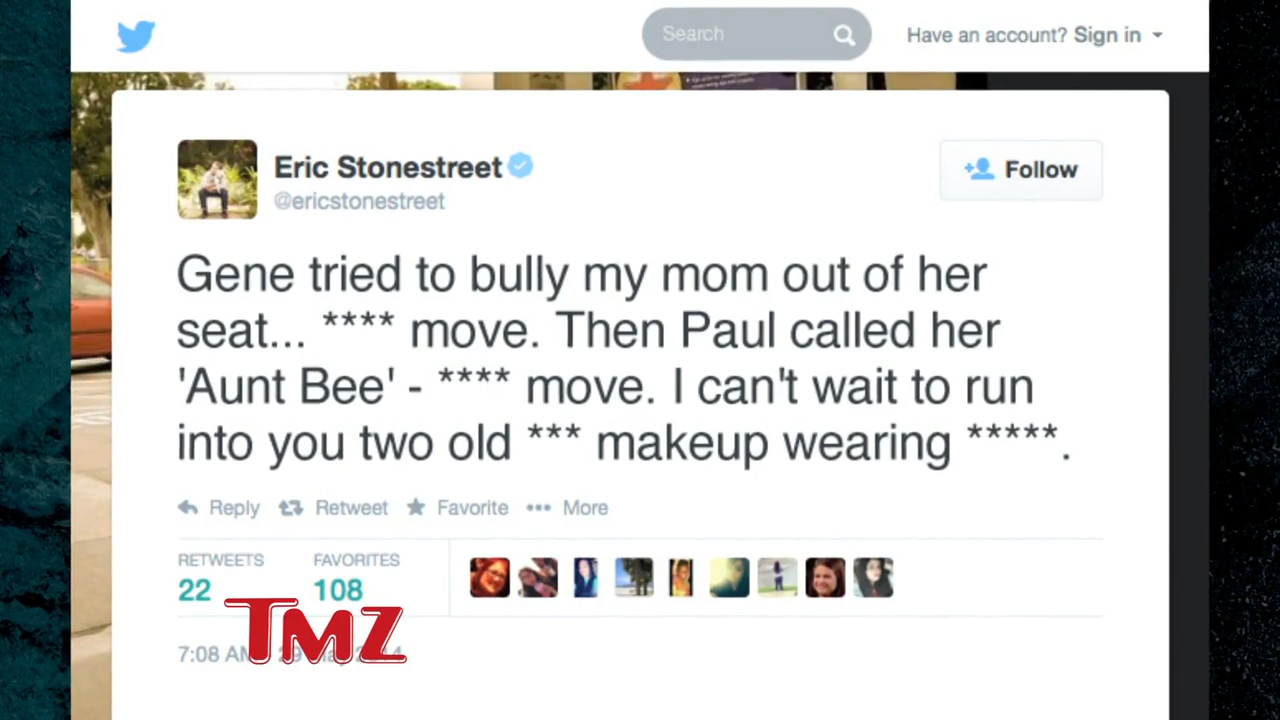 Search
Have an account? Sign in
Eric Stonestreet
@ericstonestreet
Follow
Gene tried to bully my mom out of her
seat... **** move. Then Paul called her
'Aunt Bee' - **** move. I can't wait to run
into you two old *** makeup wearing *****.
Reply Retweet Favorite More
RETWEETS FAVORITES
22 108
TMZ
7:08 AM 29 May